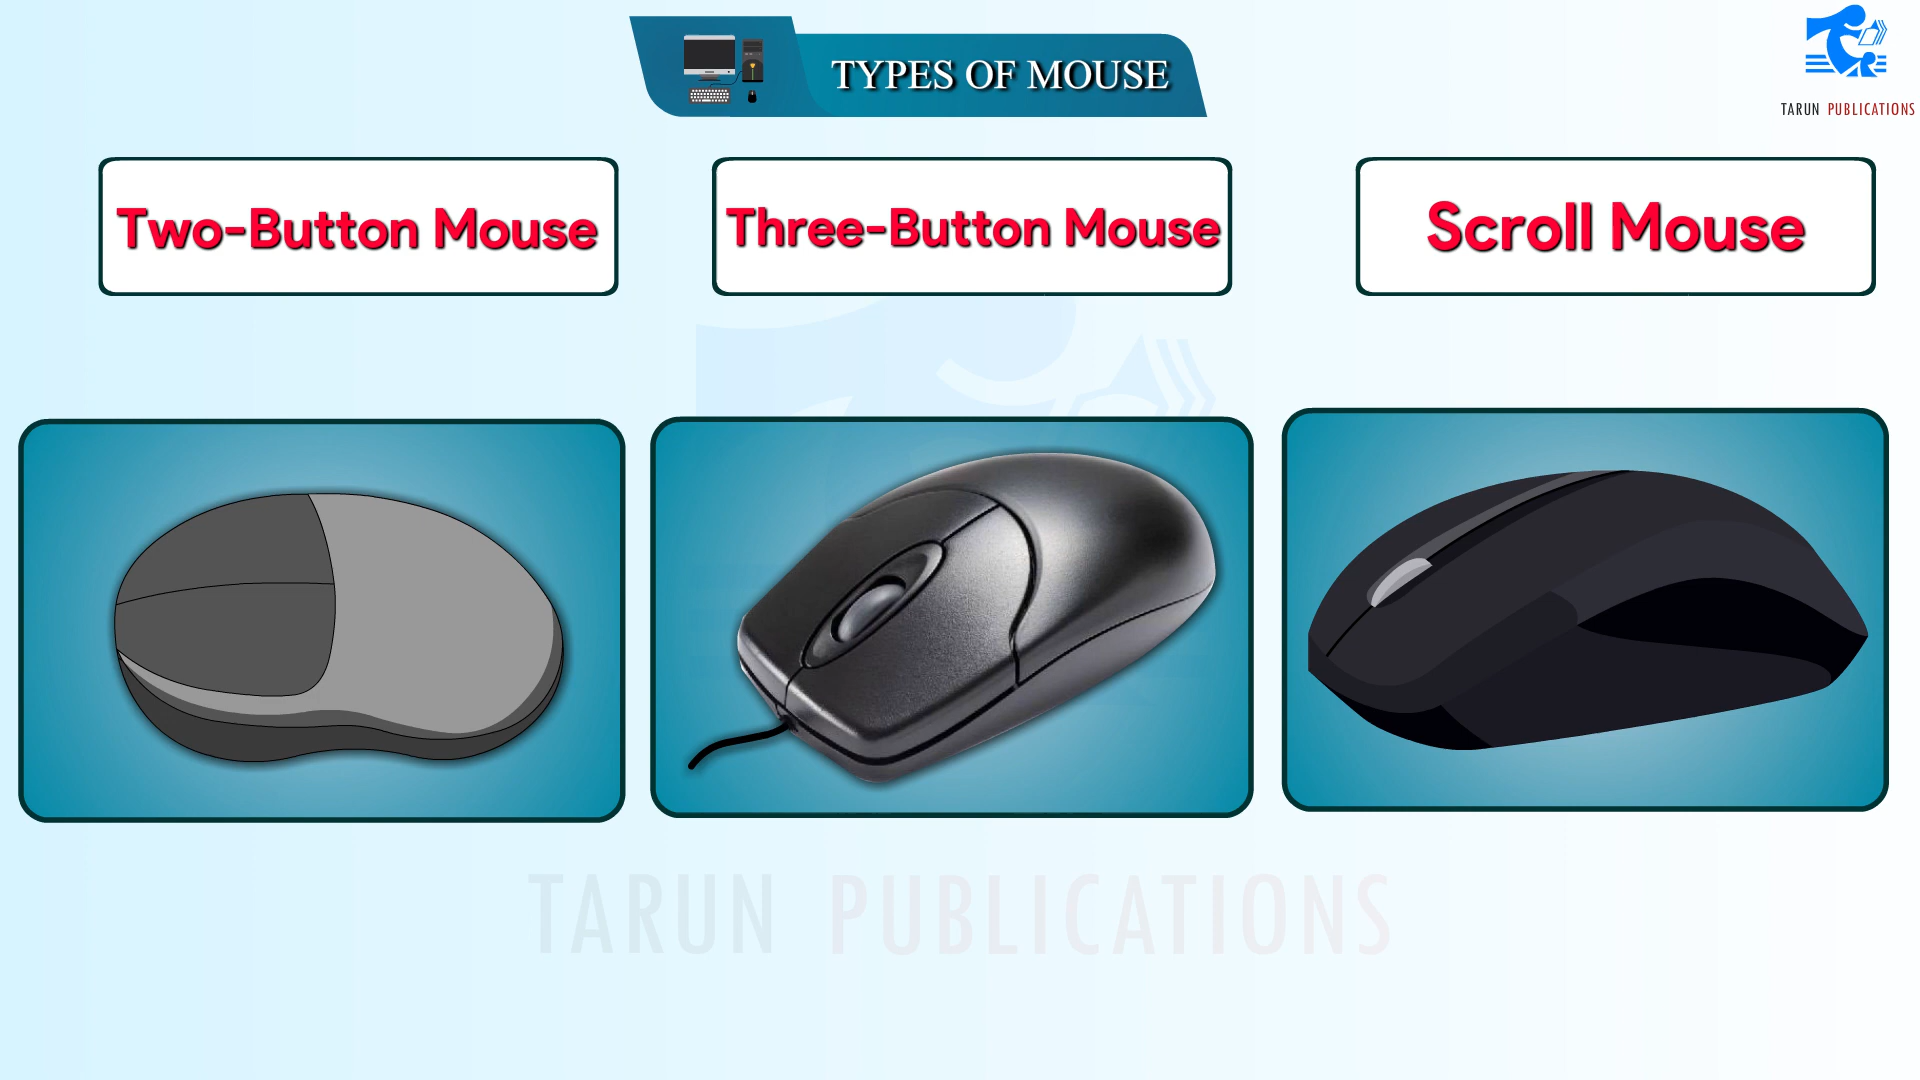 TYPES OF MOUSE
TARUN PUBLICATIONS
Two-Button Mouse
Three-Button Mouse
Scroll Mouse
TARUN PUBLICATIONS